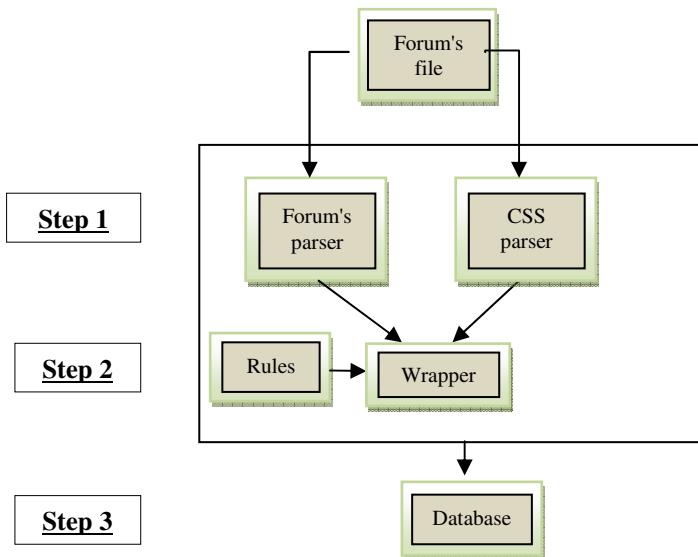 Forum's
file
Step 1
Forum's
parser
CSS
parser
Step 2
Rules
Wrapper
Step 3
Database